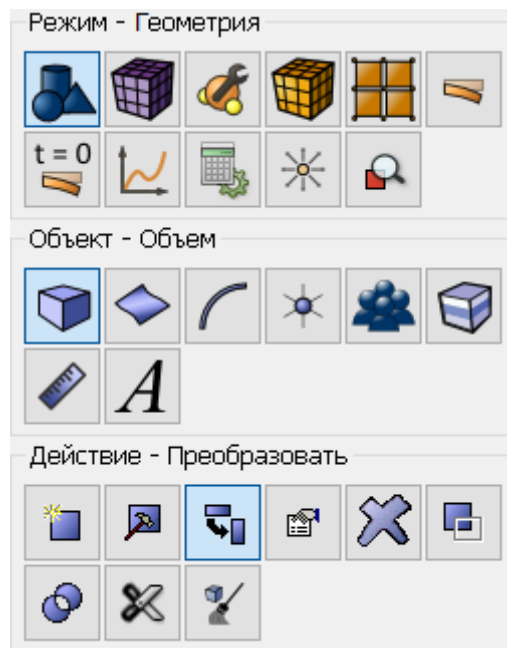 Режим - Геометрия
t = 0
Объект - Объем
A
Действие - Преобразовать